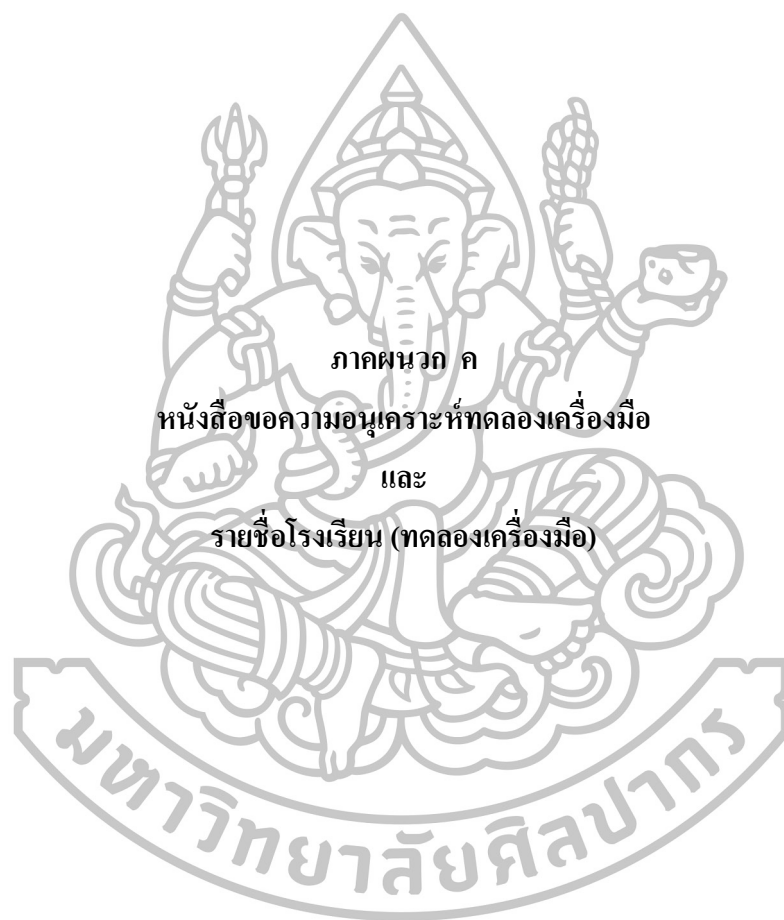 ภาคผนวก ค
หนังสือขอความอนุเคราะห์ทดลองเครื่องมือ
และ
รายชื่อโรงเรียน (ทดลองเครื่องมือ)
มหาวิทยาลัยศิลปากร